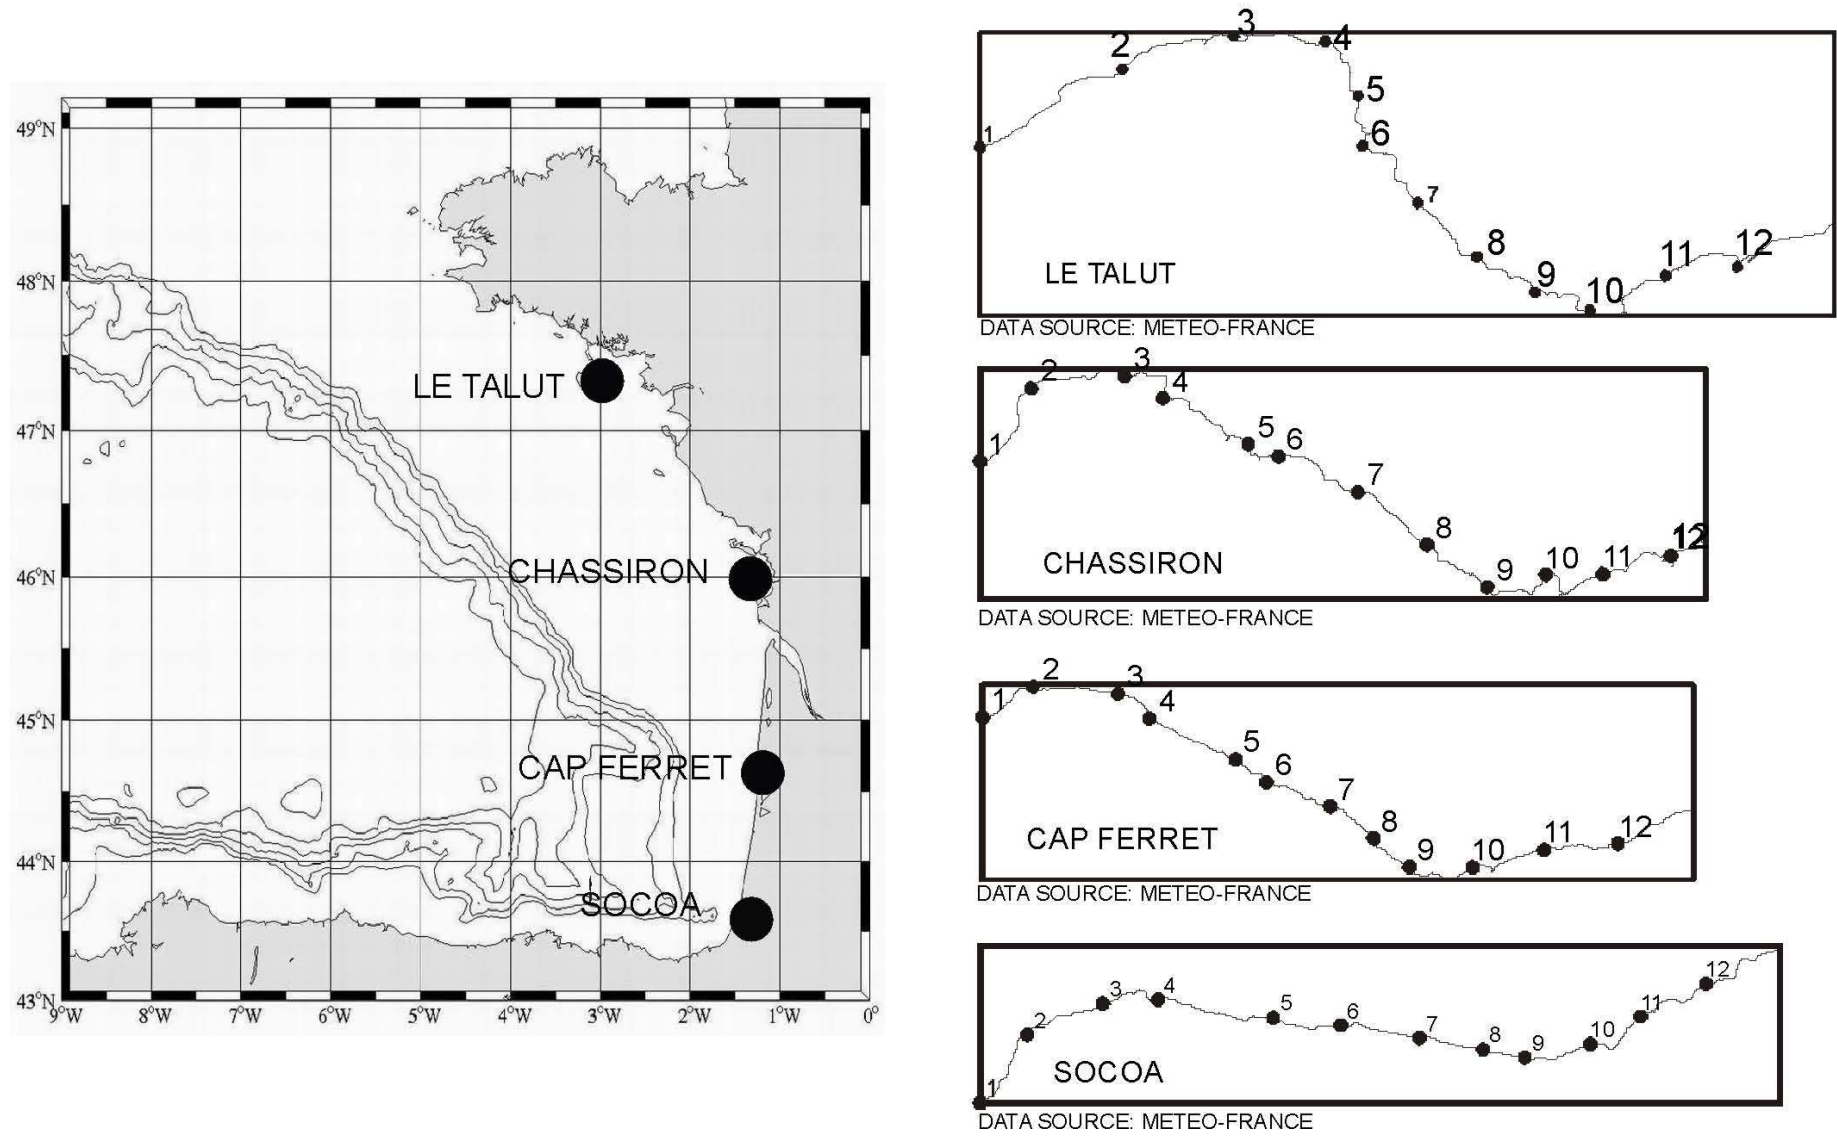 49°N
48°N
47°N
46°N
45°N
44°N
43°N
9°W 8°W 7°W 6°W 5°W 4°W 3°W 2°W 1°W 0°
LE TALUT
CHASSIRON
CAP FERRET
SOCOA
1 2 3 4 5 6 7 8 9 10 11 12
LE TALUT
DATA SOURCE: METEO-FRANCE
1 2 3 4 5 6 7 8 9 10 11 12
CHASSIRON
DATA SOURCE: METEO-FRANCE
1 2 3 4 5 6 7 8 9 10 11 12
CAP FERRET
DATA SOURCE: METEO-FRANCE
1 2 3 4 5 6 7 8 9 10 11 12
SOCOA
DATA SOURCE: METEO-FRANCE